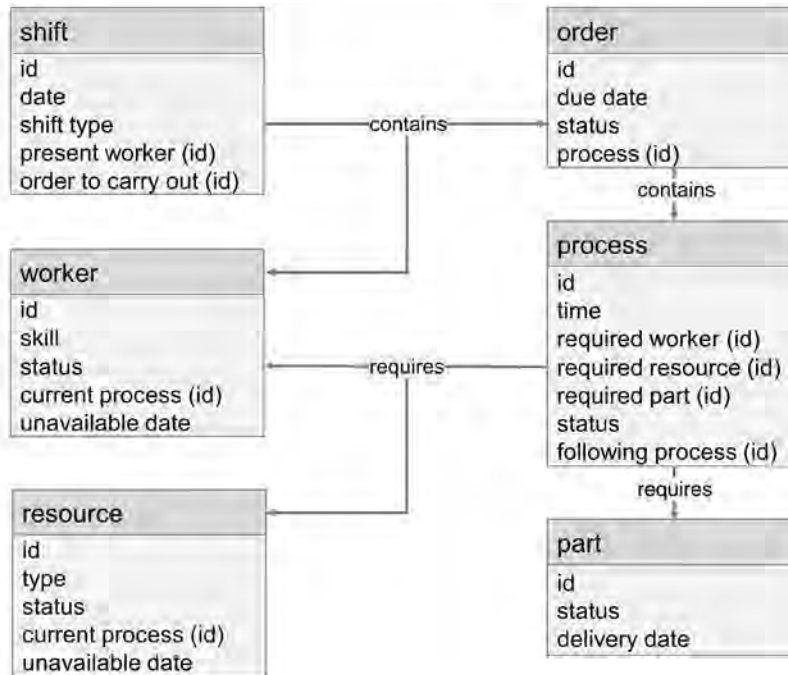 shift
id
date
shift type
present worker (id)
order to carry out (id)
contains
order
id
due date
status
process (id)
contains
worker
id
skill
status
current process (id)
unavailable date
requires
process
id
time
required worker (id)
required resource (id)
required part (id)
status
following process (id)
requires
resource
id
type
status
current process (id)
unavailable date
part
id
status
delivery date